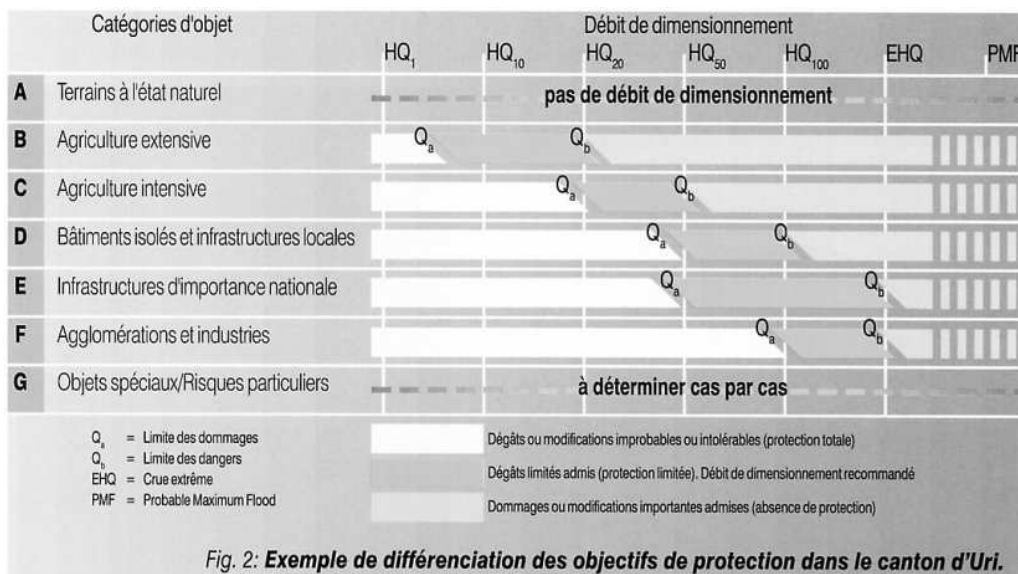 Catégories d'objet
Débit de dimensionnement
HQ1 HQ10 HQ20 HQ50 HQ100 EHQ PMF
A Terrains à l'état naturel pas de débit de dimensionnement
B Agriculture extensive Qa Qb
C Agriculture intensive Qa Qb
D Bâtiments isolés et infrastructures locales Qa Qb
E Infrastructures d'importance nationale Qa Qb
F Agglomérations et industries Qa Qb
G Objets spéciaux/Risques particuliers à déterminer cas par cas
Qa = Limite des dommages
Qb = Limite des dangers
EHQ = Crue extrême
PMF = Probable Maximum Flood
Dégâts ou modifications improbables ou intolérables (protection totale)
Dégâts limités admis (protection limitée). Débit de dimensionnement recommandé
Dommages ou modifications importantes admises (absence de protection)
Fig. 2: Exemple de différenciation des objectifs de protection dans le canton d'Uri.